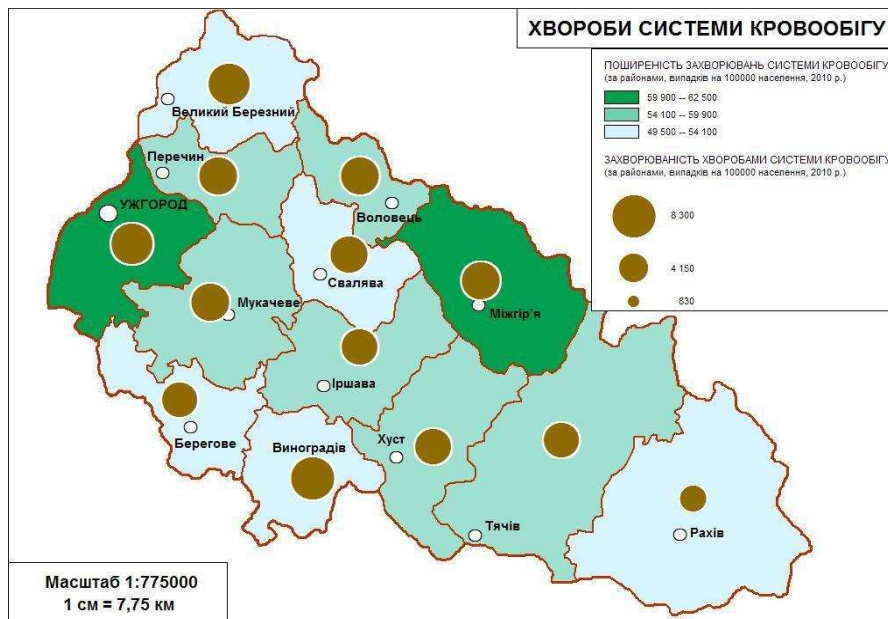 ХВОРОБИ СИСТЕМИ КРОВООБІГУ
ПОШИРЕНІСТЬ ЗАХВОРЮВАНЬ СИСТЕМИ КРОВООБІГУ
(за районами, випадків на 100000 населення, 2010 р.)
59 900 -- 62 500
54 100 -- 59 900
49 500 -- 54 100
ЗАХВОРЮВАНІСТЬ ХВОРОБАМИ СИСТЕМИ КРОВООБІГУ
(за районами, випадків на 100000 населення, 2010 р.)
8 300
4 150
830
Великий Березний
Перечин
УЖГОРОД
Воловець
Свалява
Мукачеве
Міжгір'я
Іршава
Берегове
Виноградів
Хуст
Тячів
Рахів
Масштаб 1:775000
1 см = 7,75 км